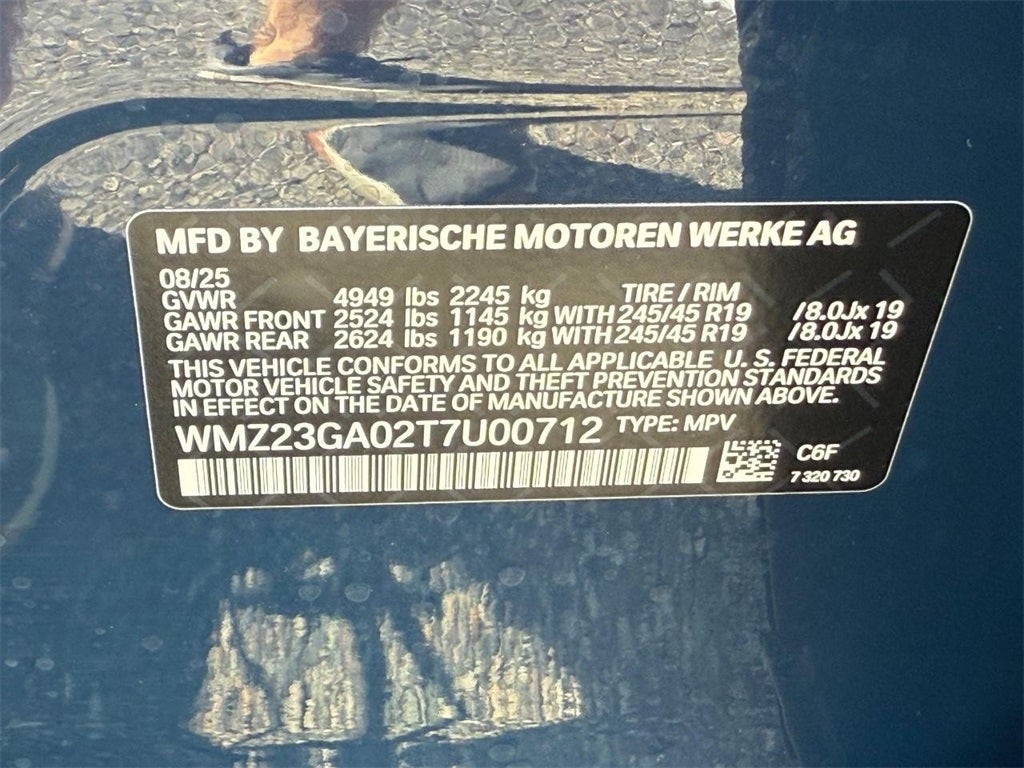 MFD BY BAYERISCHE MOTOREN WERKE AG
08/25
GVWR 4949 lbs 2245 kg TIRE / RIM
GAWR FRONT 2524 lbs 1145 kg WITH 245/45 R19 /8.0Jx 19
GAWR REAR 2624 lbs 1190 kg WITH 245/45 R19 /8.0Jx 19
THIS VEHICLE CONFORMS TO ALL APPLICABLE U. S. FEDERAL
MOTOR VEHICLE SAFETY AND THEFT PREVENTION STANDARDS
IN EFFECT ON THE DATE OF MANUFACTURE SHOWN ABOVE.
WMZ23GA02T7U00712 TYPE: MPV
C6F
7 320 730